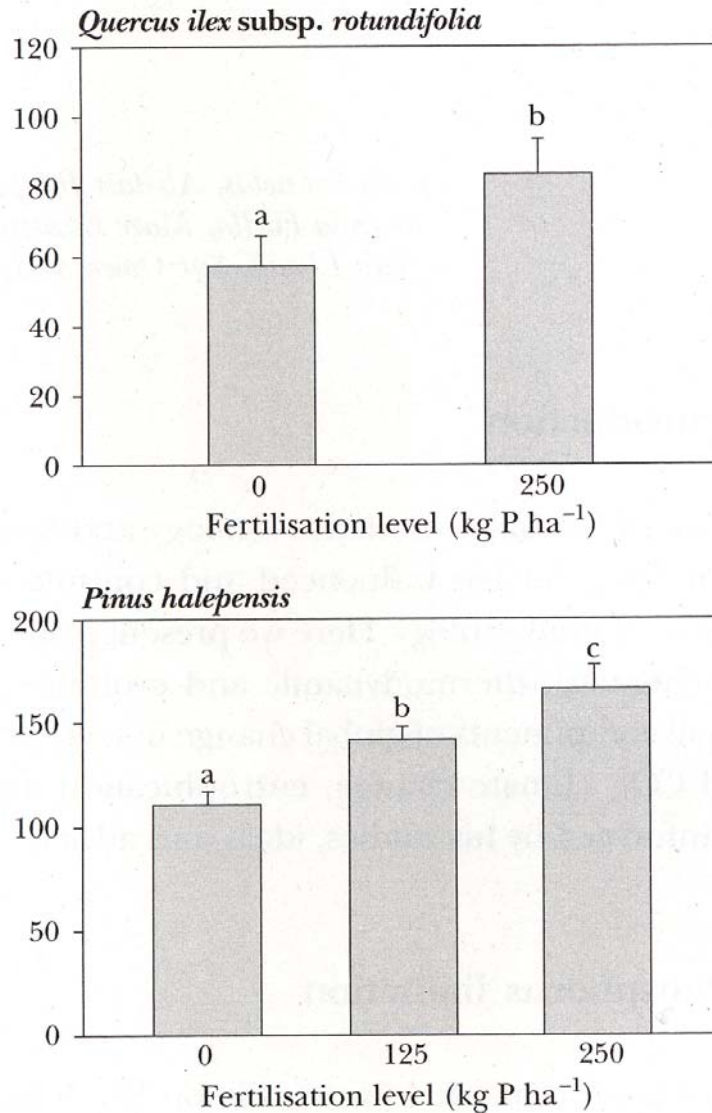 Quercus ilex subsp. rotundifolia
120
100
80
60
40
20
0
a
b
0 250
Fertilisation level (kg P ha⁻¹)
Pinus halepensis
200
150
100
50
0
a
b
c
0 125 250
Fertilisation level (kg P ha⁻¹)